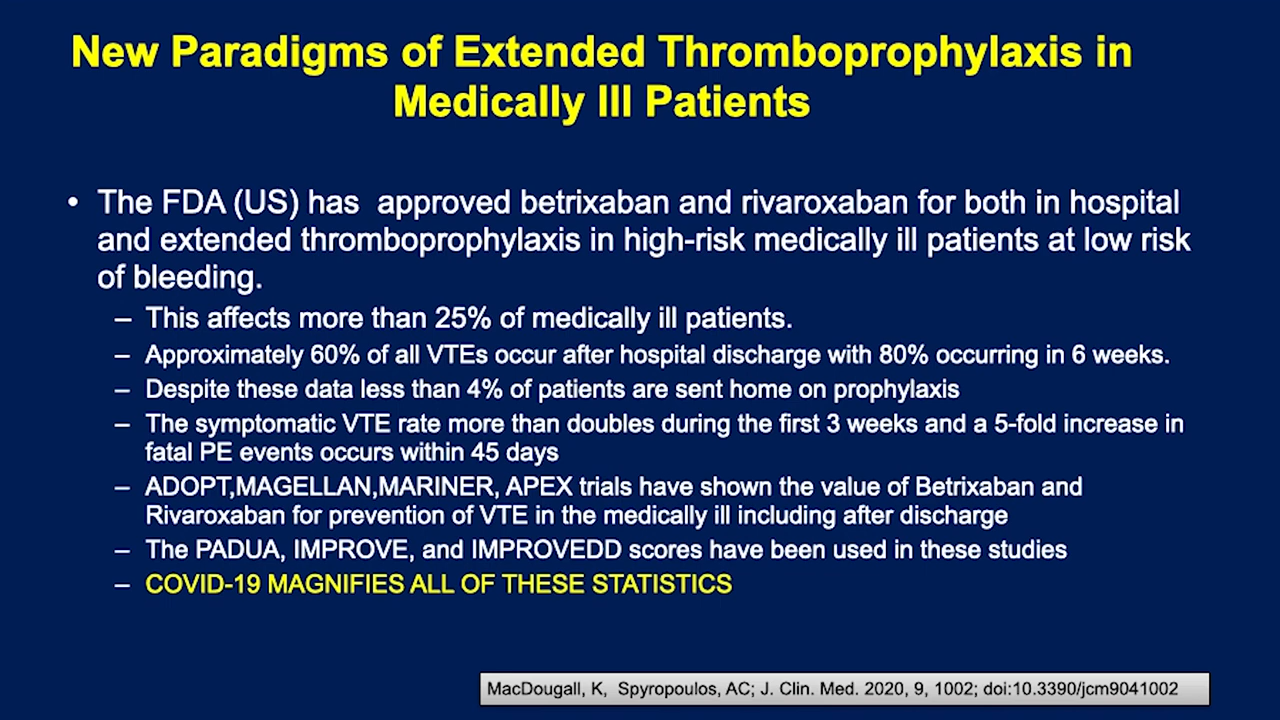 New Paradigms of Extended Thromboprophylaxis in
Medically Ill Patients
• The FDA (US) has  approved betrixaban and rivaroxaban for both in hospital
and extended thromboprophylaxis in high-risk medically ill patients at low risk
of bleeding.
– This affects more than 25% of medically ill patients.
– Approximately 60% of all VTEs occur after hospital discharge with 80% occurring in 6 weeks.
– Despite these data less than 4% of patients are sent home on prophylaxis
– The symptomatic VTE rate more than doubles during the first 3 weeks and a 5-fold increase in
fatal PE events occurs within 45 days
– ADOPT,MAGELLAN,MARINER, APEX trials have shown the value of Betrixaban and
Rivaroxaban for prevention of VTE in the medically ill including after discharge
– The PADUA, IMPROVE, and IMPROVEDD scores have been used in these studies
– COVID-19 MAGNIFIES ALL OF THESE STATISTICS
MacDougall, K,  Spyropoulos, AC; J. Clin. Med. 2020, 9, 1002; doi:10.3390/jcm9041002